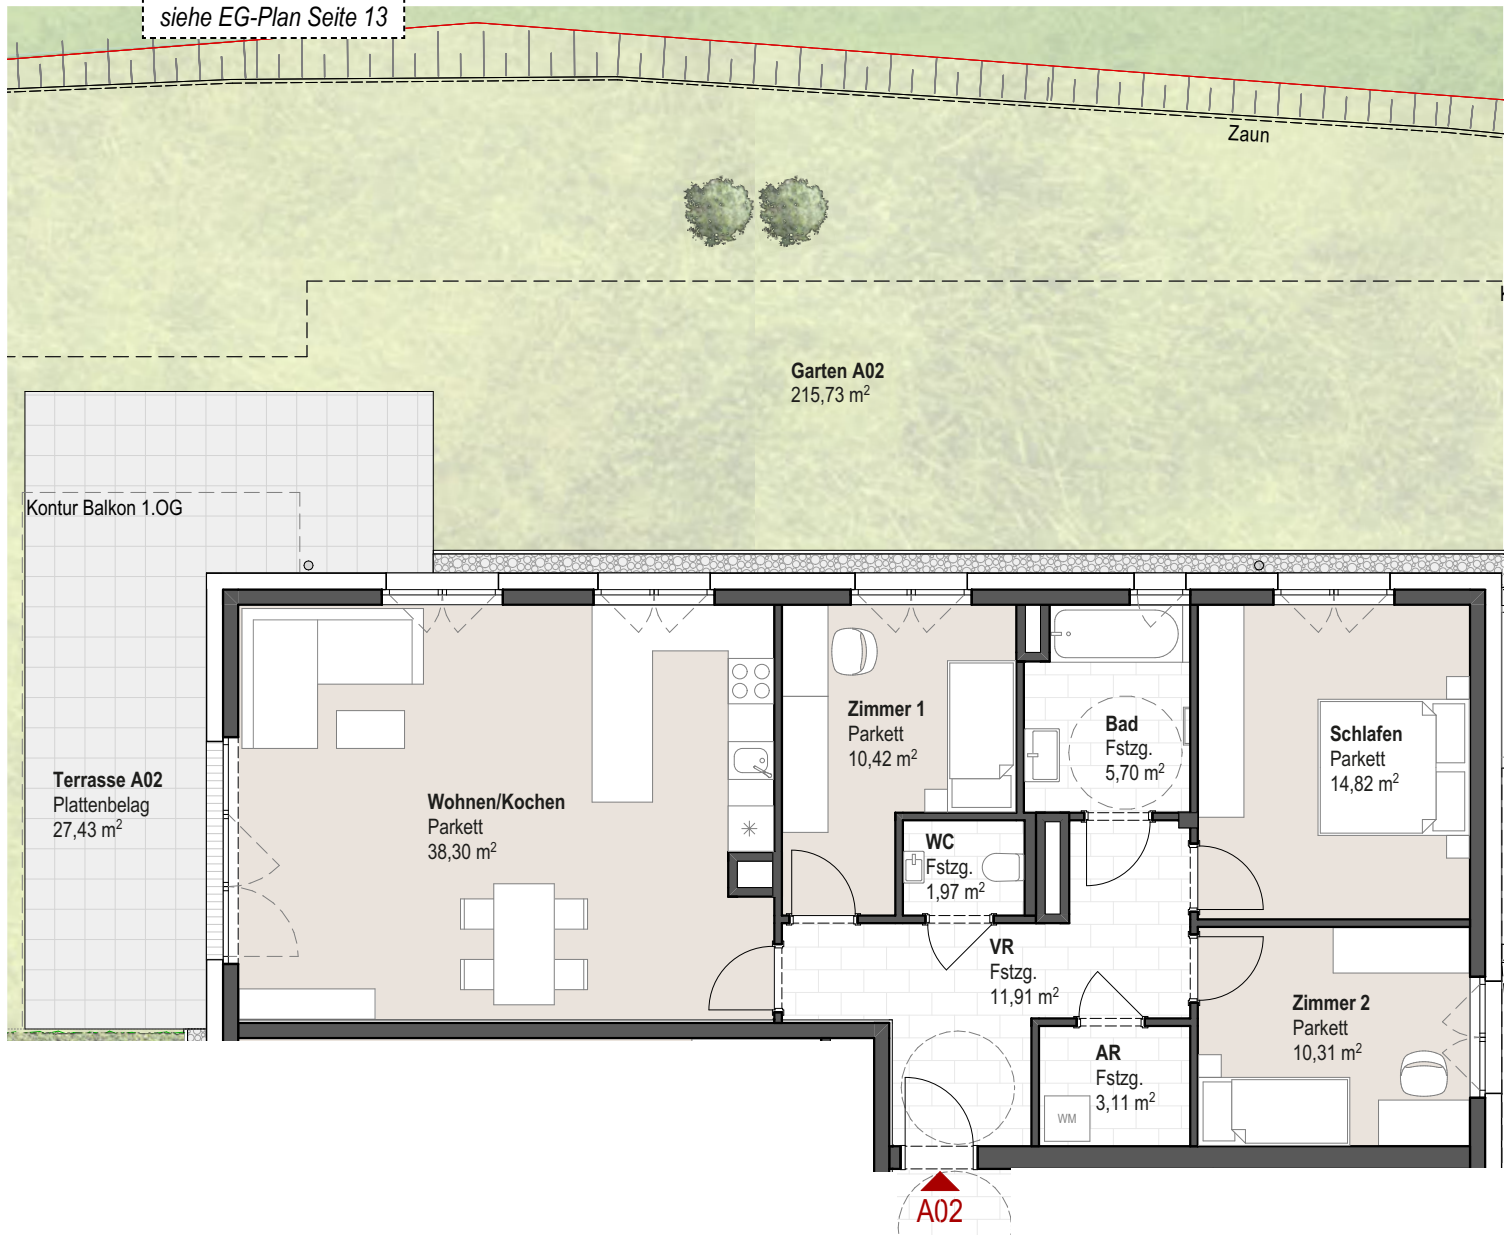 siehe EG-Plan Seite 13
Zaun
Garten A02
215,73 m²
Kontur Balkon 1.OG
Terrasse A02
Plattenbelag
27,43 m²
Wohnen/Kochen
Parkett
38,30 m²
Zimmer 1
Parkett
10,42 m²
Bad
Fstzg.
5,70 m²
Schlafen
Parkett
14,82 m²
WC
Fstzg.
1,97 m²
VR
Fstzg.
11,91 m²
Zimmer 2
Parkett
10,31 m²
AR
Fstzg.
3,11 m²
WM
A02